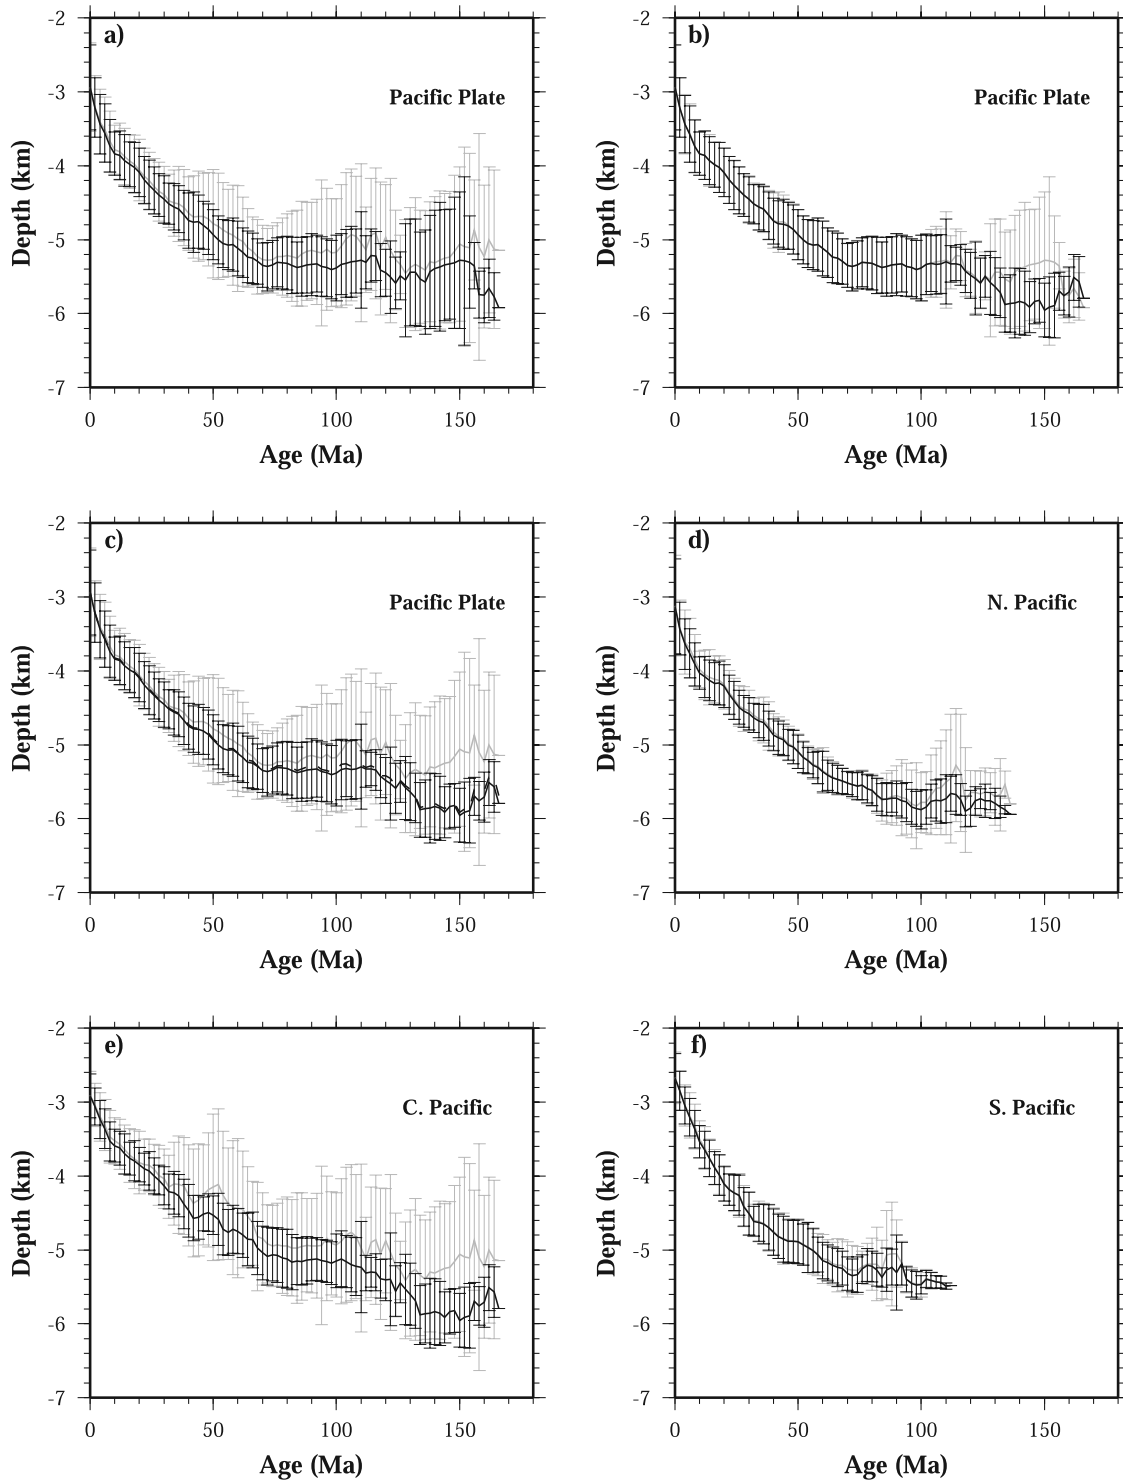 a)
Pacific Plate
-2
-3
-4
-5
-6
-7
Depth (km)
0 50 100 150
Age (Ma)
b)
Pacific Plate
-2
-3
-4
-5
-6
-7
Depth (km)
0 50 100 150
Age (Ma)
c)
Pacific Plate
-2
-3
-4
-5
-6
-7
Depth (km)
0 50 100 150
Age (Ma)
d)
N. Pacific
-2
-3
-4
-5
-6
-7
Depth (km)
0 50 100 150
Age (Ma)
e)
C. Pacific
-2
-3
-4
-5
-6
-7
Depth (km)
0 50 100 150
Age (Ma)
f)
S. Pacific
-2
-3
-4
-5
-6
-7
Depth (km)
0 50 100 150
Age (Ma)